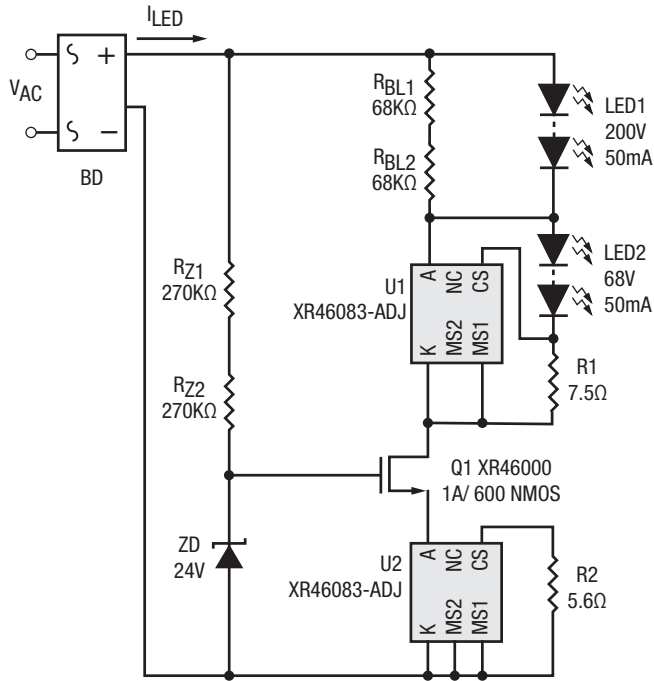 I_LED
V_AC
+
−
BD
R_BL1
68KΩ
R_BL2
68KΩ
LED1
200V
50mA
LED2
68V
50mA
R_Z1
270KΩ
R_Z2
270KΩ
U1
XR46083-ADJ
A
NC
CS
K
MS2
MS1
R1
7.5Ω
Q1 XR46000
1A/ 600 NMOS
ZD
24V
U2
XR46083-ADJ
A
NC
CS
K
MS2
MS1
R2
5.6Ω